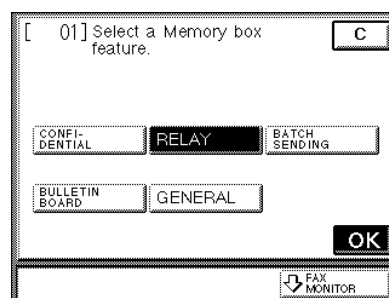 [ 01] Select a Memory box
feature.
C
CONFI-
DENTIAL
RELAY
BATCH
SENDING
BULLETIN
BOARD
GENERAL
OK
FAX
MONITOR